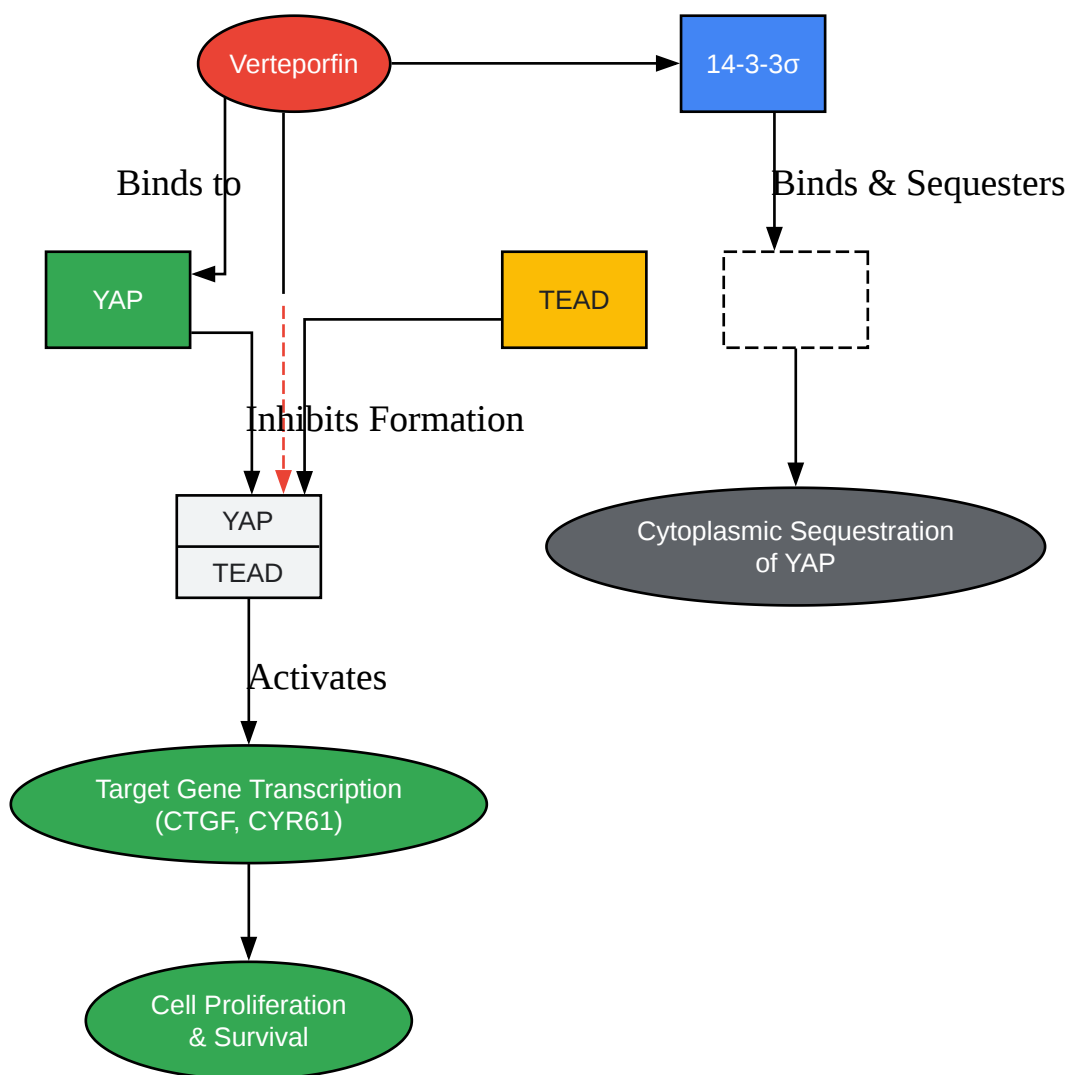 Verteporfin
14-3-3σ
Binds to
Binds & Sequesters
YAP
TEAD
Inhibits Formation
YAP
TEAD
Cytoplasmic Sequestration
of YAP
Activates
Target Gene Transcription
(CTGF, CYR61)
Cell Proliferation
& Survival